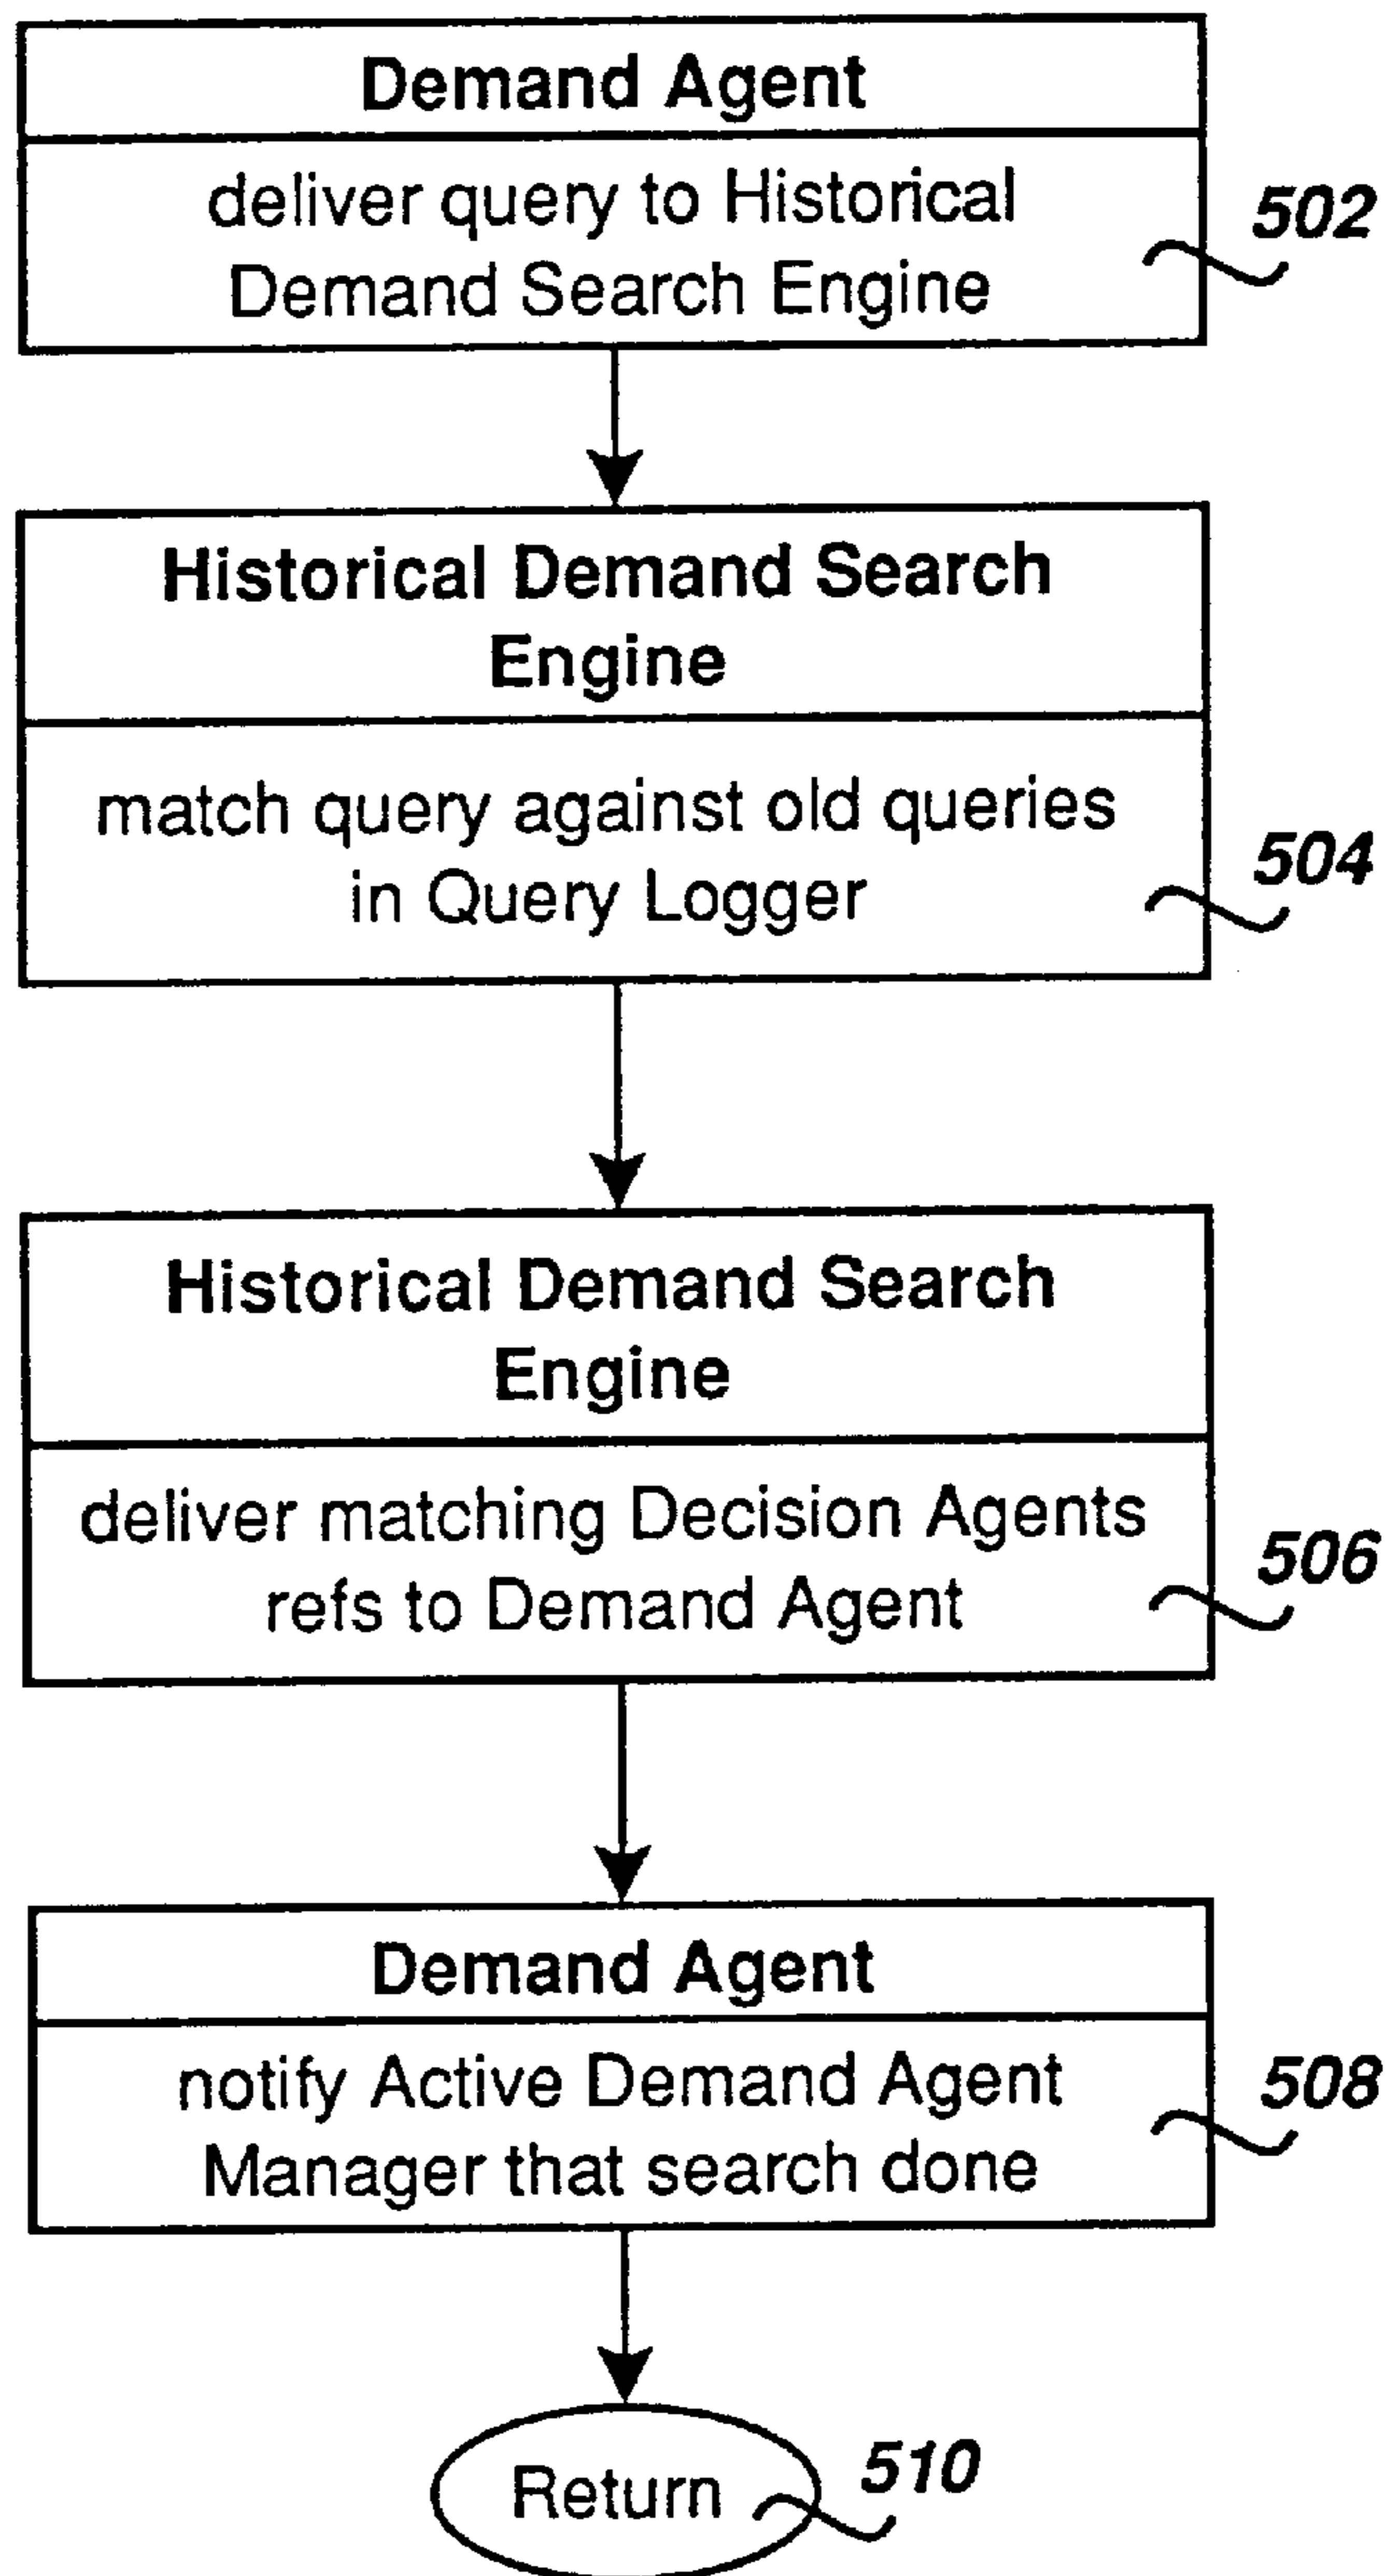 Demand Agent
deliver query to Historical
Demand Search Engine
502
Historical Demand Search
Engine
match query against old queries
in Query Logger
504
Historical Demand Search
Engine
deliver matching Decision Agents
refs to Demand Agent
506
Demand Agent
notify Active Demand Agent
Manager that search done
508
Return
510